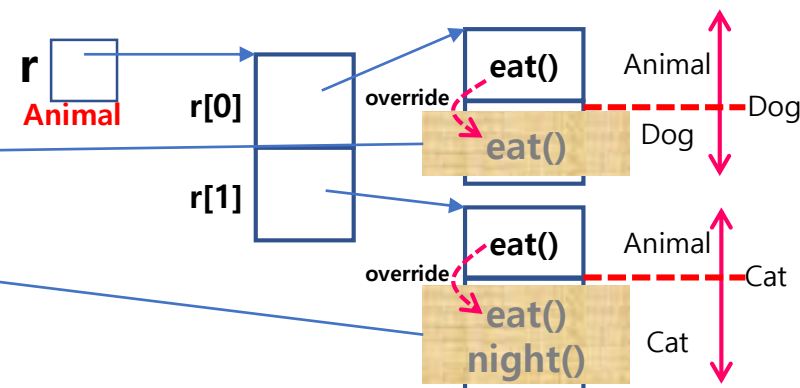 r
Animal
r[0]
r[1]
eat()
override
eat()
Animal
Dog
Dog
eat()
override
eat()
night()
Animal
Cat
Cat